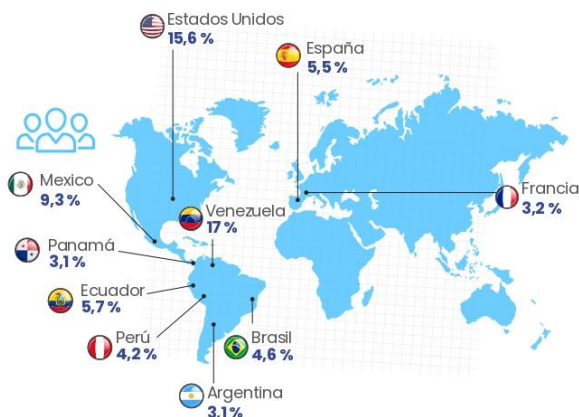 Estados Unidos
15,6 %
España
5,5 %
Mexico
9,3 %
Venezuela
17 %
Francia
3,2 %
Panamá
3,1 %
Ecuador
5,7 %
Perú
4,2 %
Brasil
4,6 %
Argentina
3,1 %